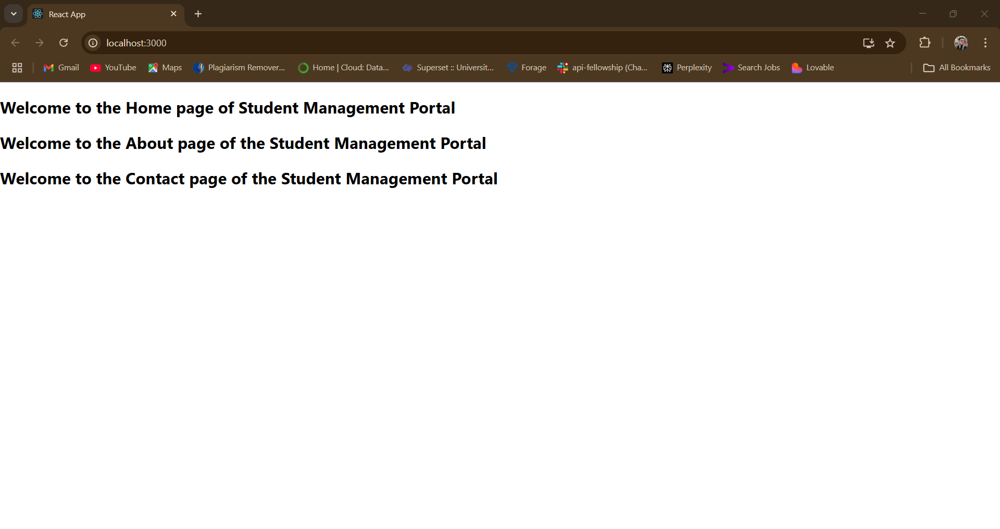 React App
localhost:3000
Gmail YouTube Maps Plagiarism Remover... Home | Cloud: Data... Superset :: Universit... Forage api-fellowship (Cha... Perplexity Search Jobs Lovable All Bookmarks
Welcome to the Home page of Student Management Portal
Welcome to the About page of the Student Management Portal
Welcome to the Contact page of the Student Management Portal